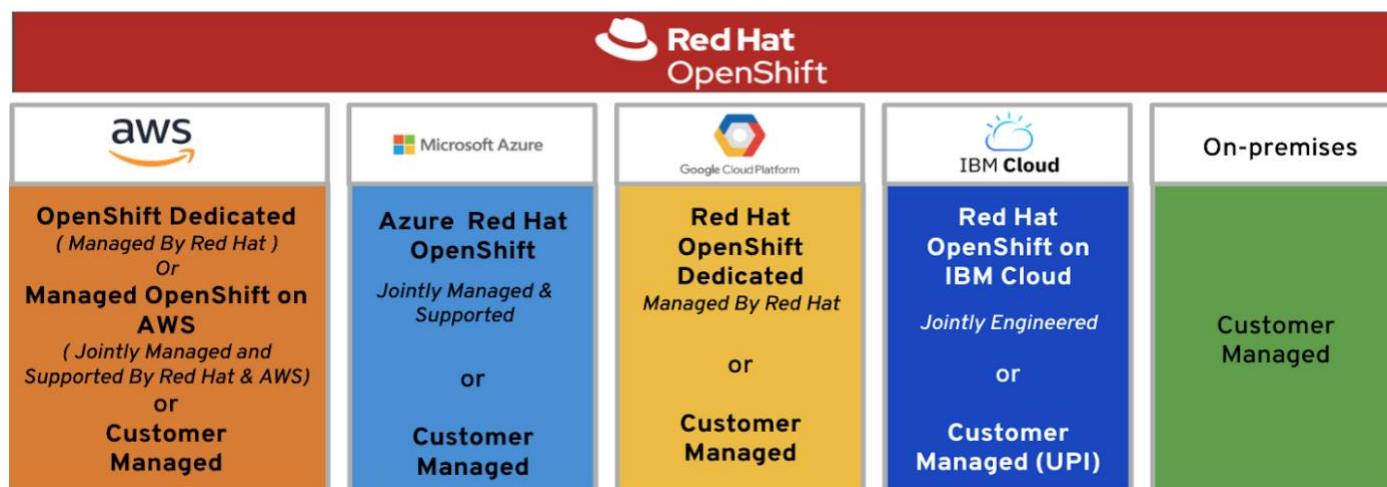 Red Hat
OpenShift
aws
Microsoft Azure
Google Cloud Platform
IBM Cloud
On-premises
OpenShift Dedicated
( Managed By Red Hat )
Or
Managed OpenShift on
AWS
( Jointly Managed and
Supported By Red Hat & AWS)
or
Customer
Managed
Azure Red Hat
OpenShift
Jointly Managed &
Supported
or
Customer
Managed
Red Hat
OpenShift
Dedicated
Managed By Red Hat
or
Customer
Managed
Red Hat
OpenShift on
IBM Cloud
Jointly Engineered
or
Customer
Managed (UPI)
Customer
Managed